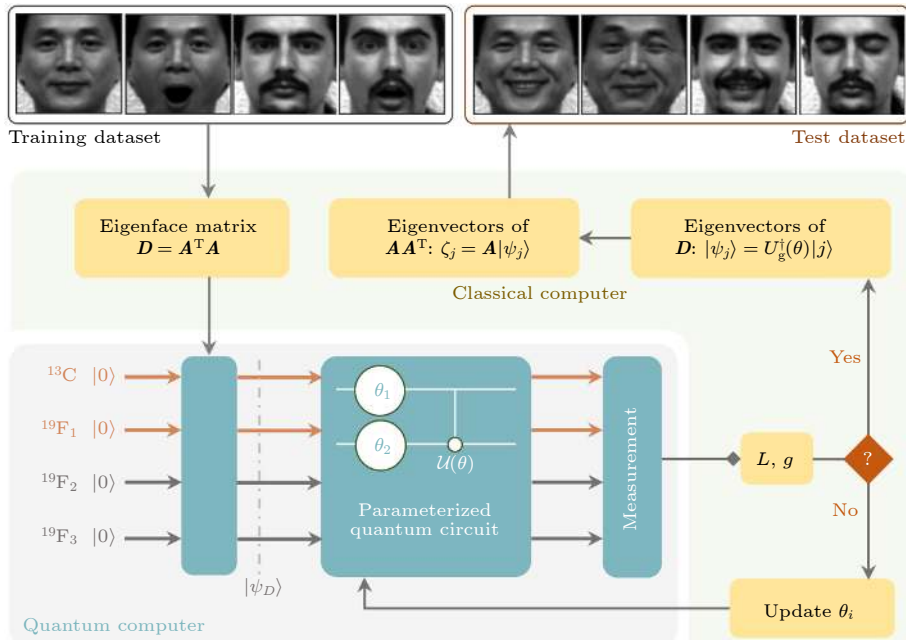 Training dataset
Test dataset
Eigenface matrix
D = AᵀA
Eigenvectors of
AAᵀ: ζⱼ = A|ψⱼ⟩
Eigenvectors of
D: |ψⱼ⟩ = U†g(θ)|j⟩
Classical computer
Yes
¹³C |0⟩
¹⁹F₁ |0⟩
¹⁹F₂ |0⟩
¹⁹F₃ |0⟩
|ψ_D⟩
θ₁
θ₂
𝒰(θ)
Parameterized
quantum circuit
Measurement
L, g
?
No
Update θᵢ
Quantum computer